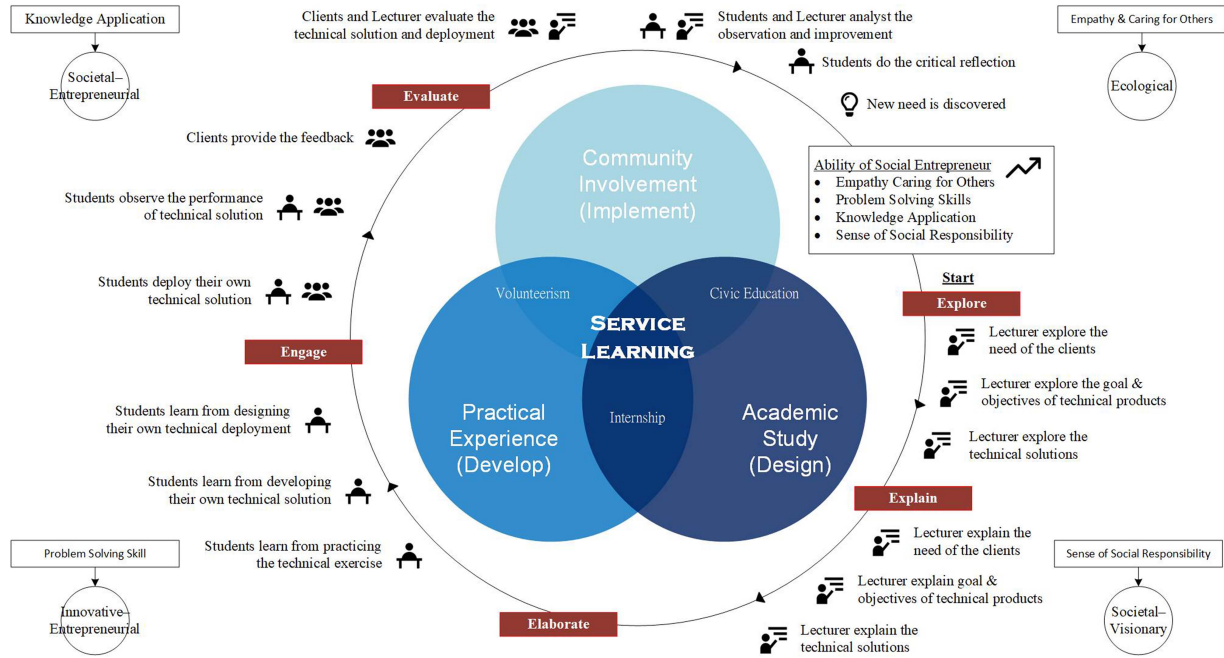 Knowledge Application
Societal–
Entrepreneurial
Clients and Lecturer evaluate the
technical solution and deployment
Students and Lecturer analyst the
observation and improvement
Students do the critical reflection
New need is discovered
Empathy & Caring for Others
Ecological
Evaluate
Clients provide the feedback
Students observe the performance
of technical solution
Students deploy their own
technical solution
Engage
Students learn from designing
their own technical deployment
Students learn from developing
their own technical solution
Students learn from practicing
the technical exercise
Community
Involvement
(Implement)
Volunteerism
Civic Education
SERVICE
LEARNING
Practical
Experience
(Develop)
Internship
Academic
Study
(Design)
Ability of Social Entrepreneur
• Empathy Caring for Others
• Problem Solving Skills
• Knowledge Application
• Sense of Social Responsibility
Start
Explore
Lecturer explore the
need of the clients
Lecturer explore the goal &
objectives of technical products
Lecturer explore the
technical solutions
Explain
Lecturer explain the
need of the clients
Lecturer explain goal &
objectives of technical products
Lecturer explain the
technical solutions
Elaborate
Problem Solving Skill
Innovative–
Entrepreneurial
Sense of Social Responsibility
Societal–
Visionary